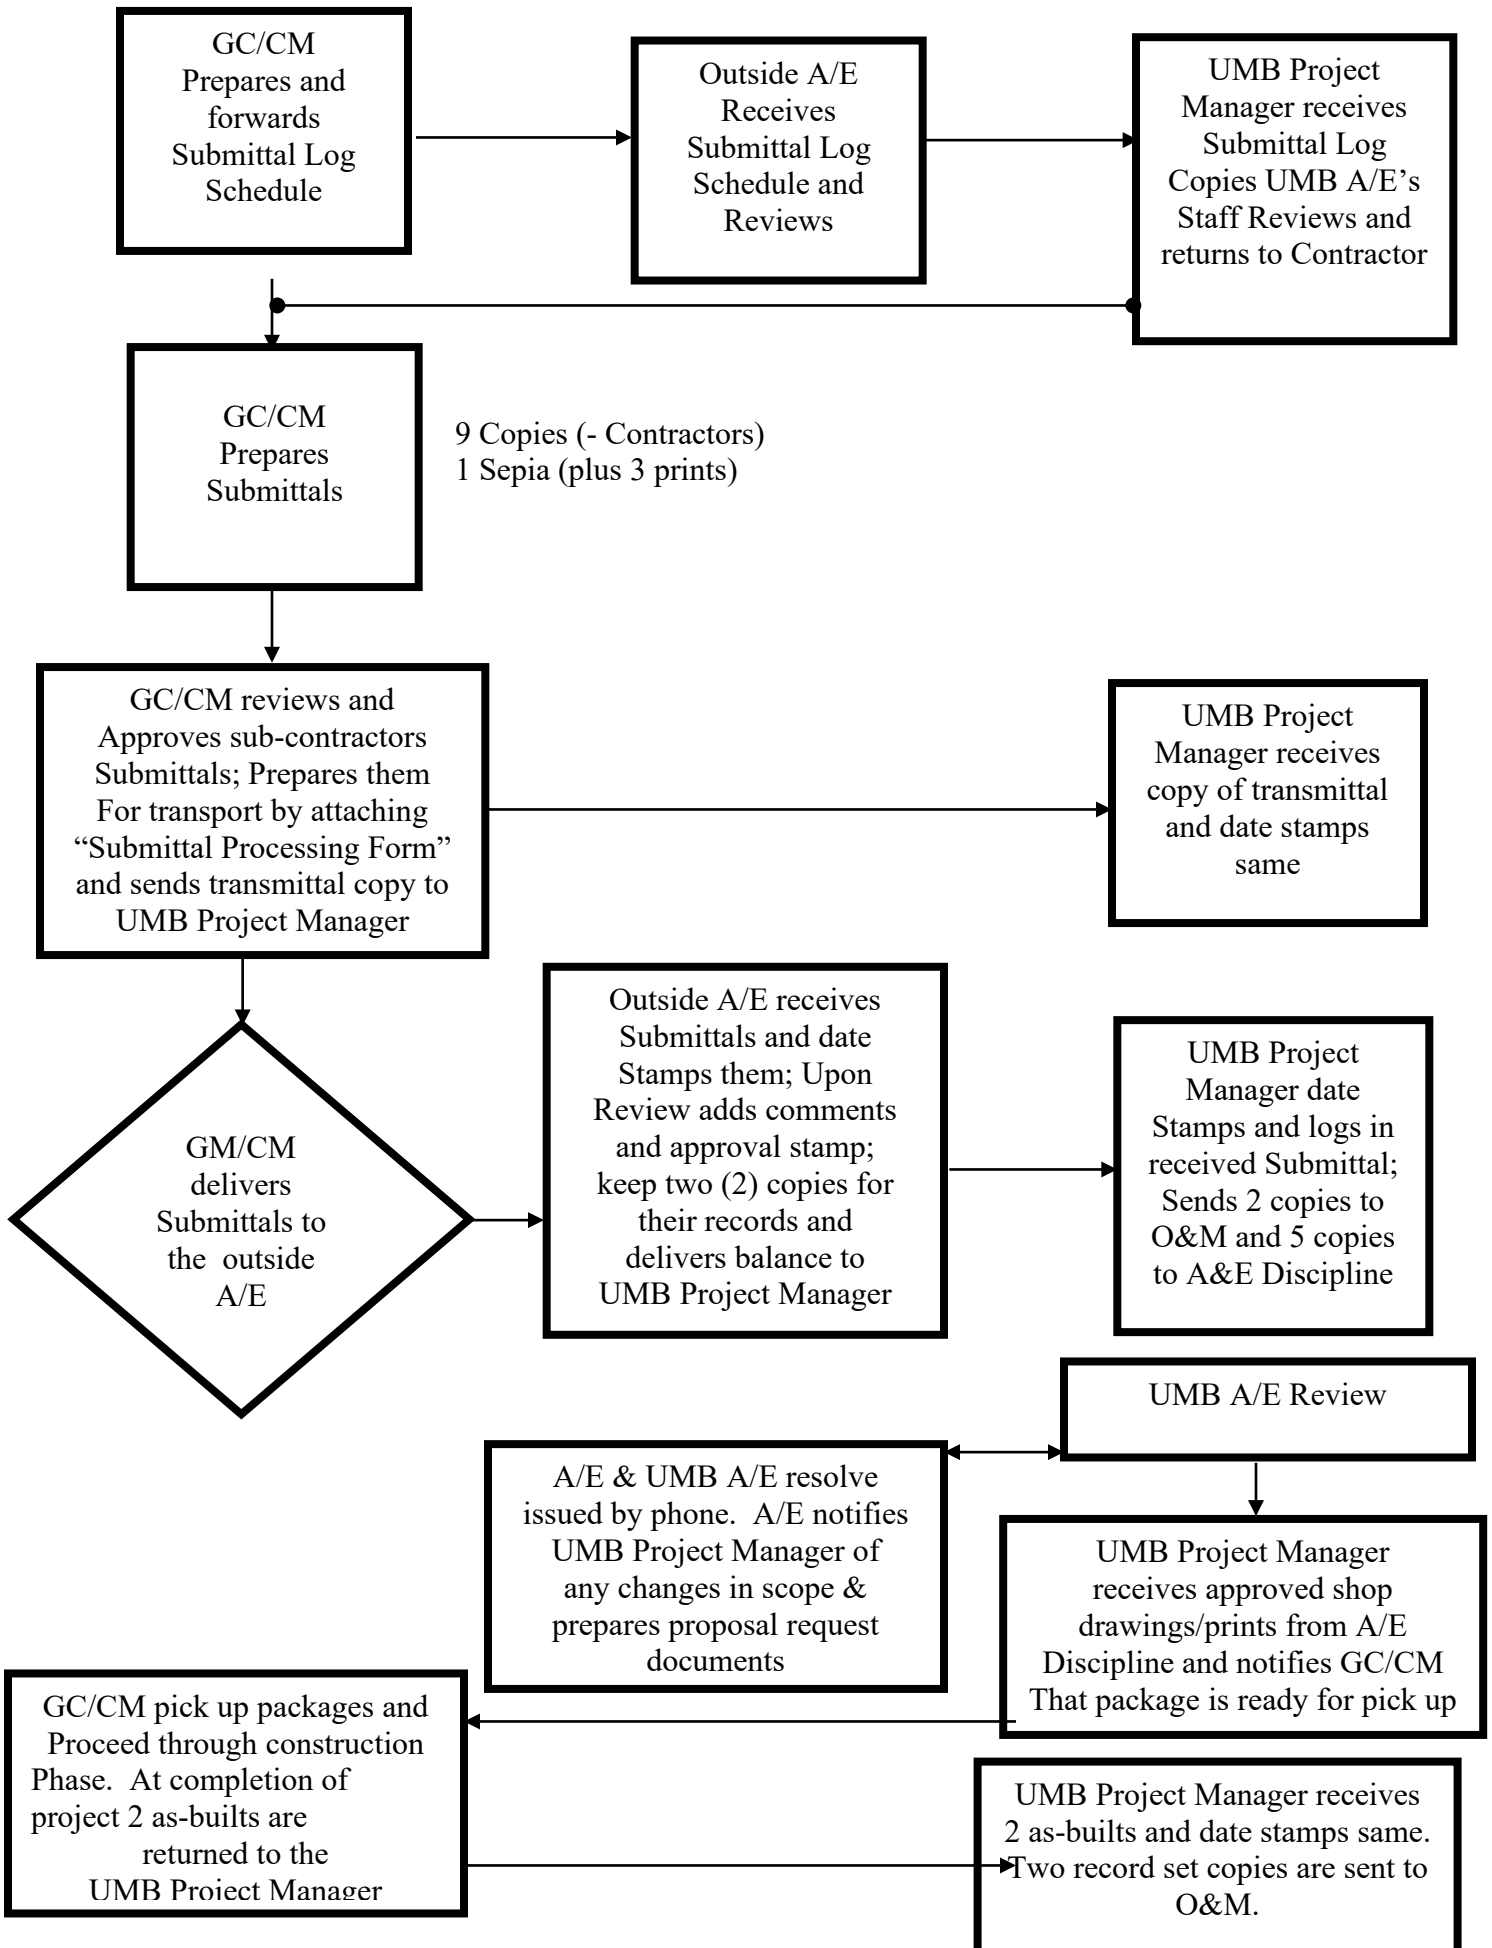 GC/CM
Prepares and
forwards
Submittal Log
Schedule
Outside A/E
Receives
Submittal Log
Schedule and
Reviews
UMB Project
Manager receives
Submittal Log
Copies UMB A/E’s
Staff Reviews and
returns to Contractor
GC/CM
Prepares
Submittals
9 Copies (- Contractors)
1 Sepia (plus 3 prints)
GC/CM reviews and
Approves sub-contractors
Submittals; Prepares them
For transport by attaching
“Submittal Processing Form”
and sends transmittal copy to
UMB Project Manager
UMB Project
Manager receives
copy of transmittal
and date stamps
same
GM/CM
delivers
Submittals to
the  outside
A/E
Outside A/E receives
Submittals and date
Stamps them; Upon
Review adds comments
and approval stamp;
keep two (2) copies for
their records and
delivers balance to
UMB Project Manager
UMB Project
Manager date
Stamps and logs in
received Submittal;
Sends 2 copies to
O&M and 5 copies
to A&E Discipline
UMB A/E Review
A/E & UMB A/E resolve
issued by phone.  A/E notifies
UMB Project Manager of
any changes in scope &
prepares proposal request
documents
UMB Project Manager
receives approved shop
drawings/prints from A/E
Discipline and notifies GC/CM
That package is ready for pick up
GC/CM pick up packages and
Proceed through construction
Phase.  At completion of
project 2 as-builts are
returned to the
UMB Project Manager
UMB Project Manager receives
2 as-builts and date stamps same.
Two record set copies are sent to
O&M.